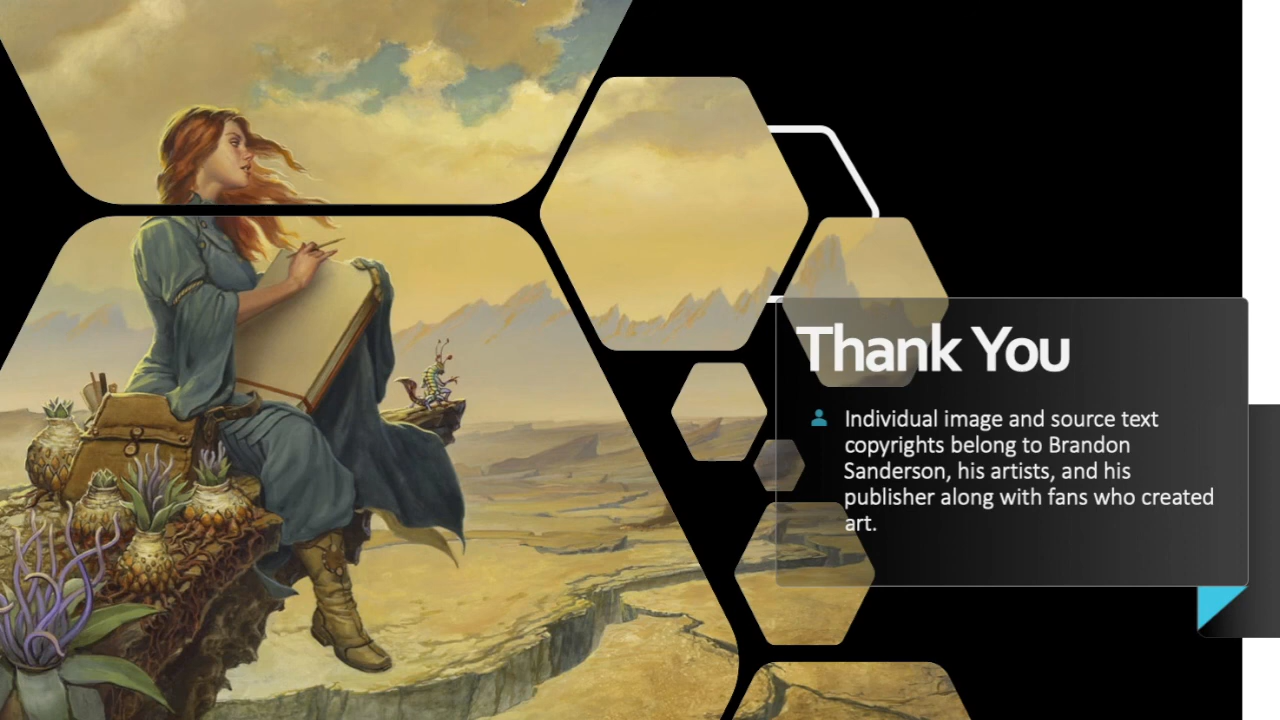 Thank You
Individual image and source text
copyrights belong to Brandon
Sanderson, his artists, and his
publisher along with fans who created
art.